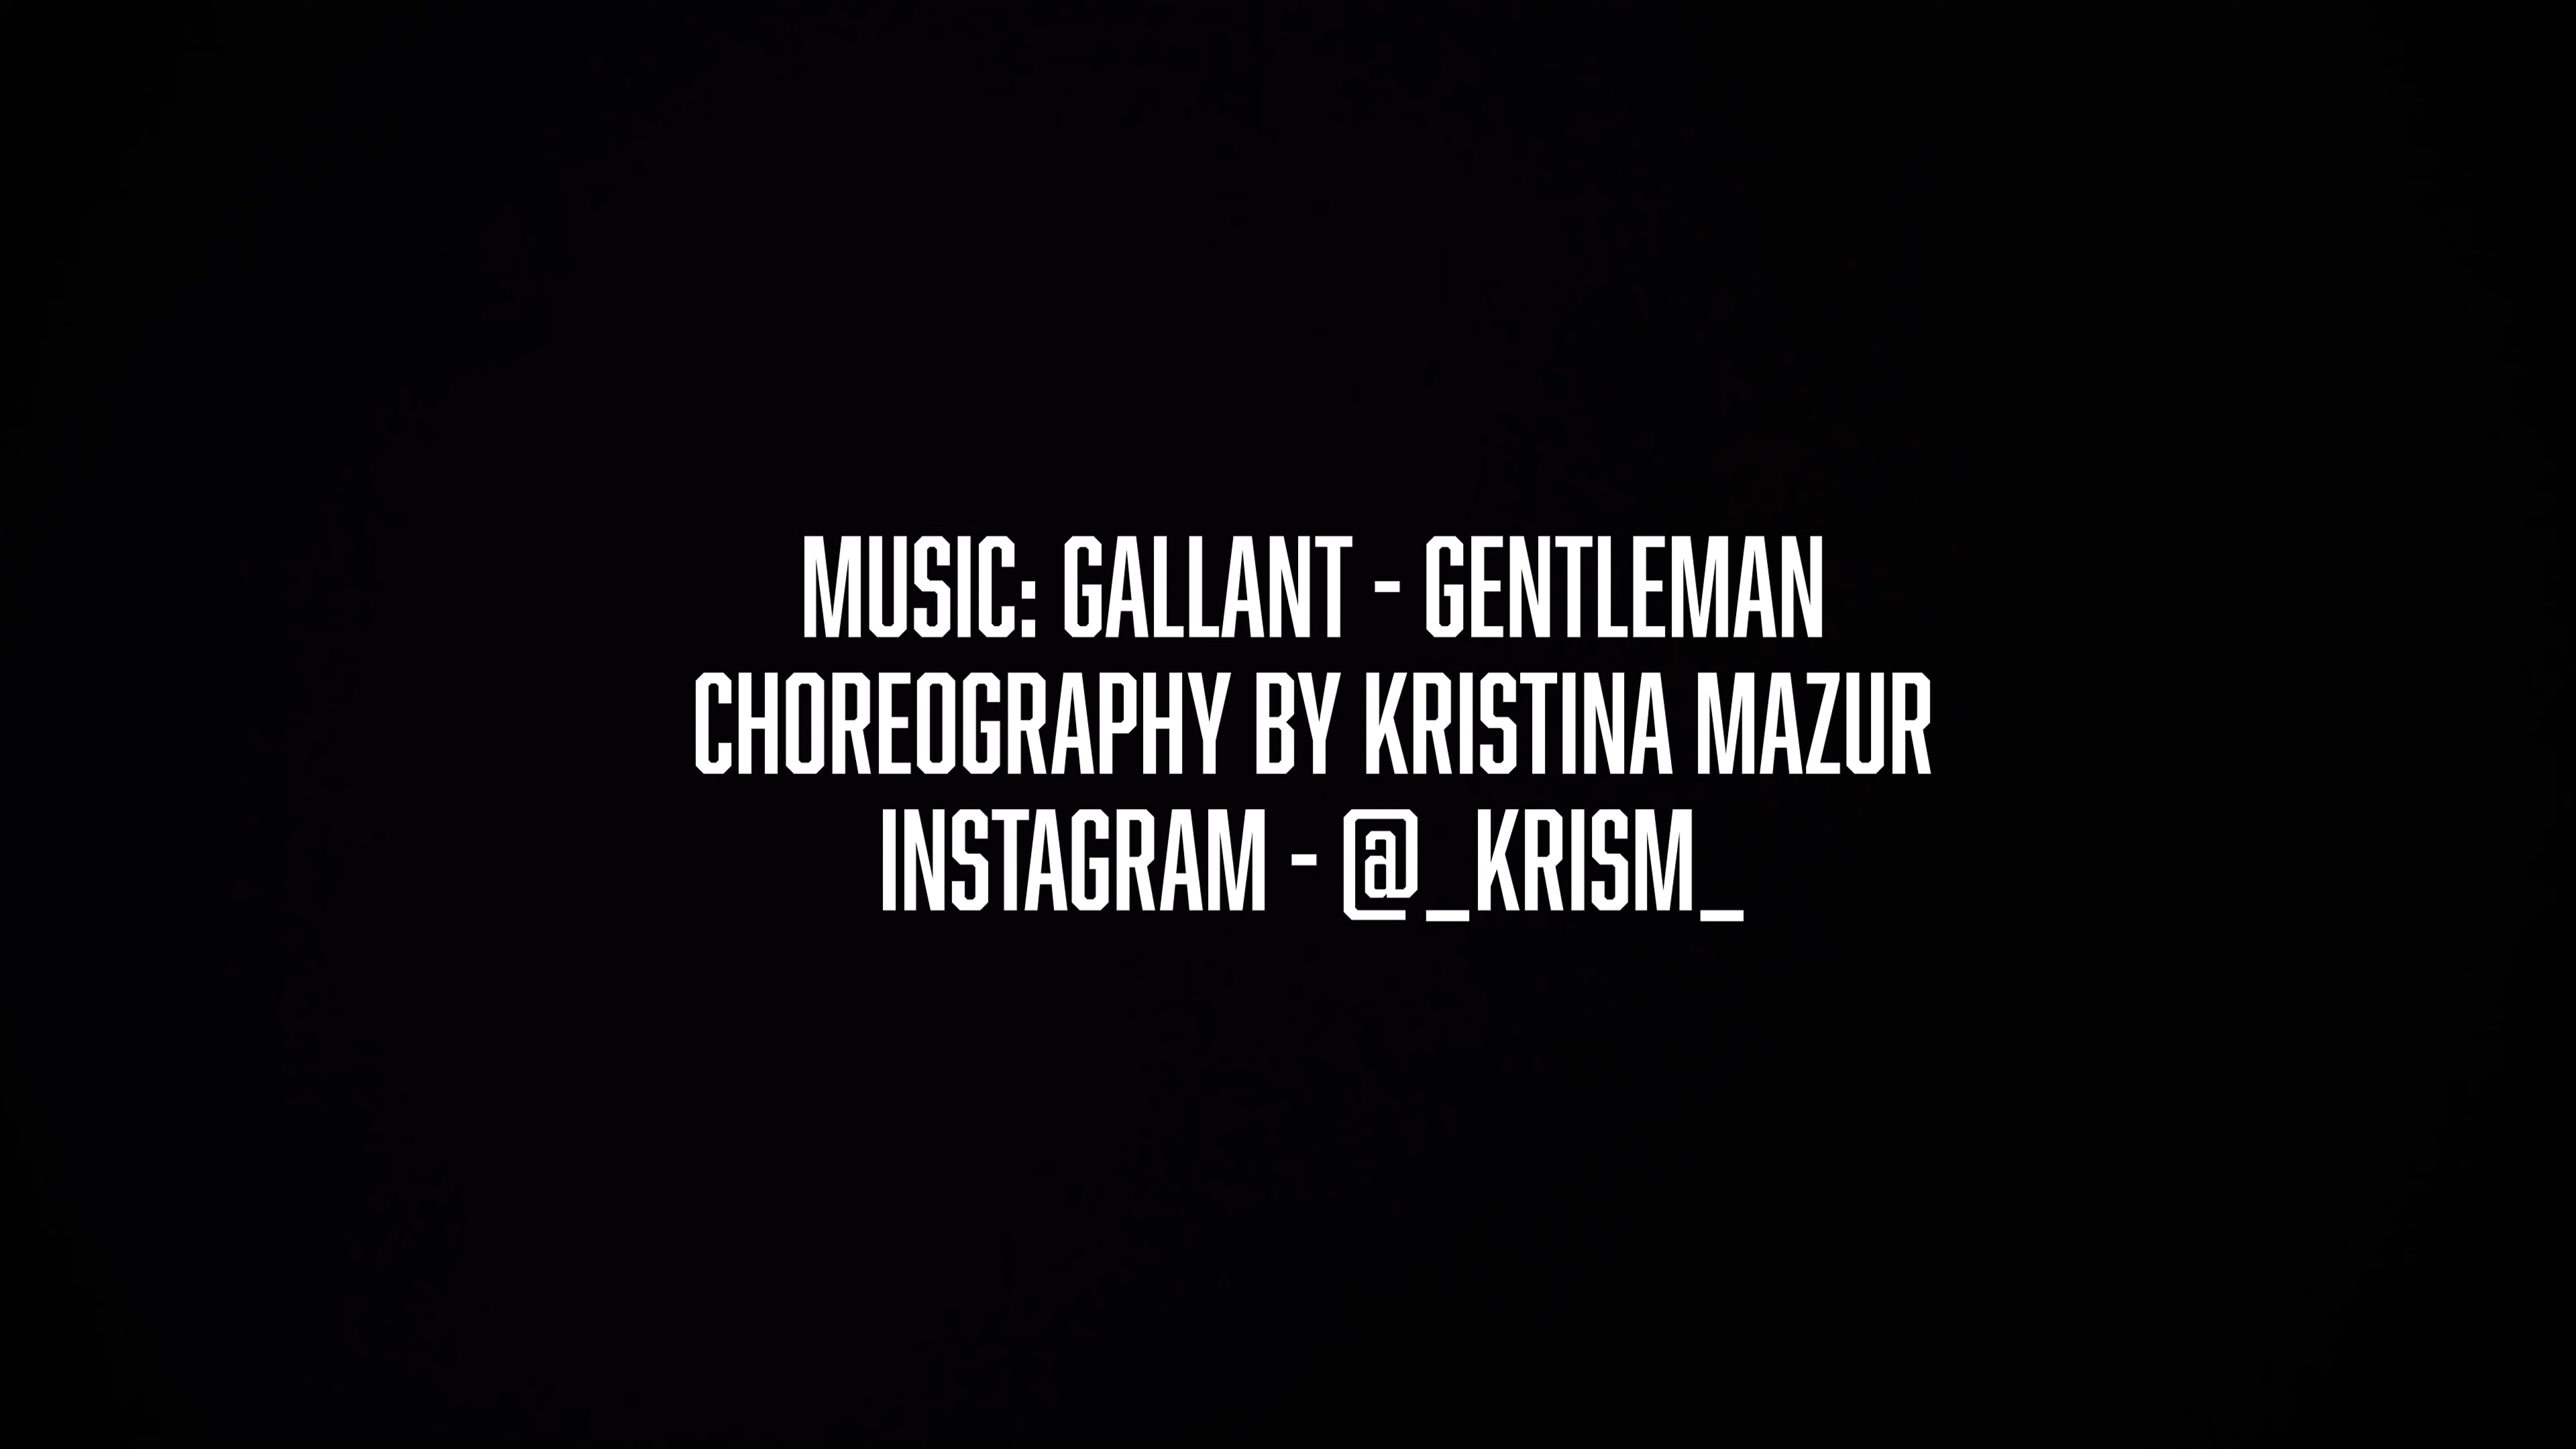 MUSIC: GALLANT - GENTLEMAN
CHOREOGRAPHY BY KRISTINA MAZUR
INSTAGRAM - @_KRISM_